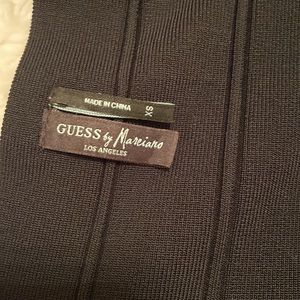 MADE IN CHINA
XS
GUESS by Marciano
LOS ANGELES